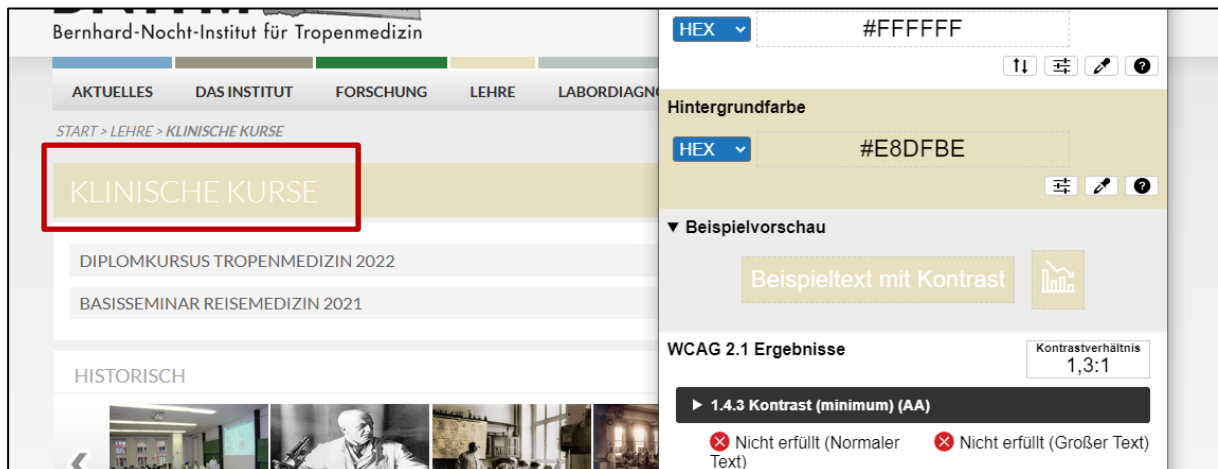 Bernhard-Nocht-Institut für Tropenmedizin
AKTUELLES DAS INSTITUT FORSCHUNG LEHRE
START > LEHRE > KLINISCHE KURSE
KLINISCHE KURSE
DIPLOMKURSUS TROPENMEDIZIN 2022
BASISSEMINAR REISEMEDIZIN 2021
HISTORISCH
HEX #FFFFFF
Hintergrundfarbe
HEX #E8DFBE
▼ Beispielvorschau
Beispieltext mit Kontrast
WCAG 2.1 Ergebnisse
Kontrastverhältnis
1,3:1
▶ 1.4.3 Kontrast (minimum) (AA)
Nicht erfüllt (Normaler
Text)
Nicht erfüllt (Großer Text)